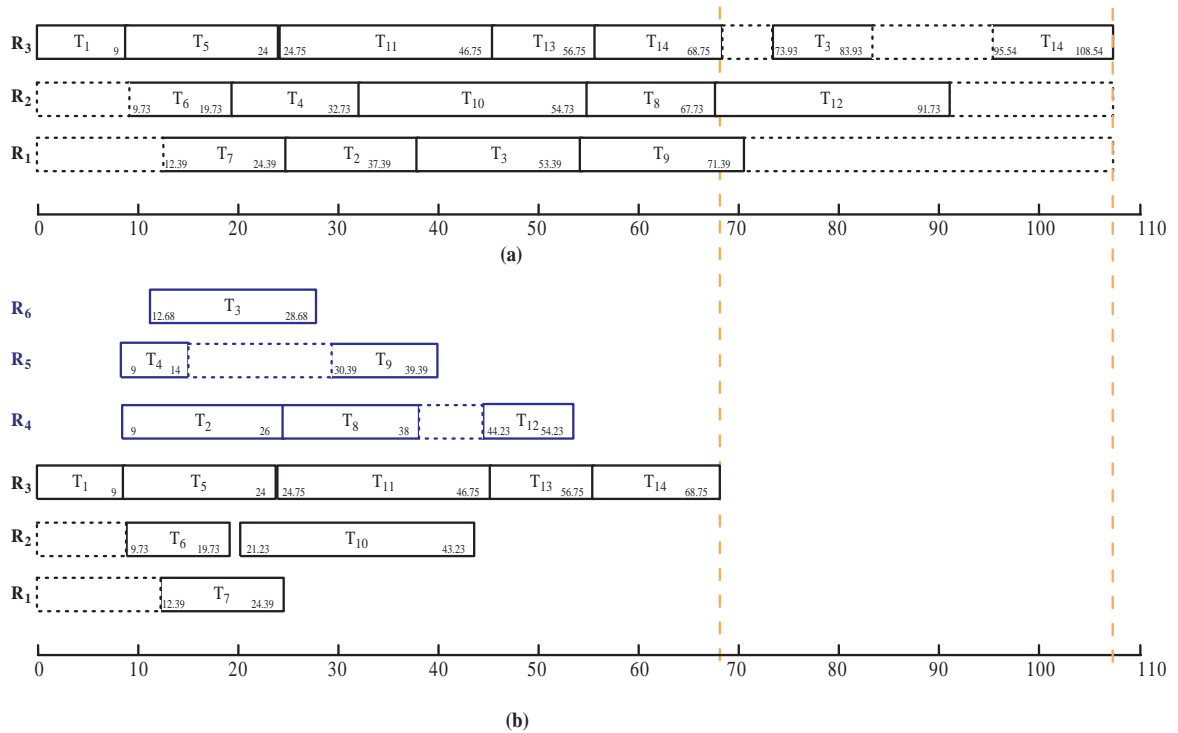 R3 T1 9 T5 24 24.75 T11 46.75 T13 56.75 T14 68.75 73.93 T3 83.93 95.54 T14 108.54
R2 9.73 T6 19.73 T4 32.73 T10 54.73 T8 67.73 T12 91.73
R1 12.39 T7 24.39 T2 37.39 T3 53.39 T9 71.39
0 10 20 30 40 50 60 70 80 90 100 110
(a)
R6 12.68 T3 28.68
R5 9 T4 14 30.39 T9 39.39
R4 9 T2 26 T8 38 44.23 T12 54.23
R3 T1 9 T5 24 24.75 T11 46.75 T13 56.75 T14 68.75
R2 9.73 T6 19.73 21.23 T10 43.23
R1 12.39 T7 24.39
0 10 20 30 40 50 60 70 80 90 100 110
(b)